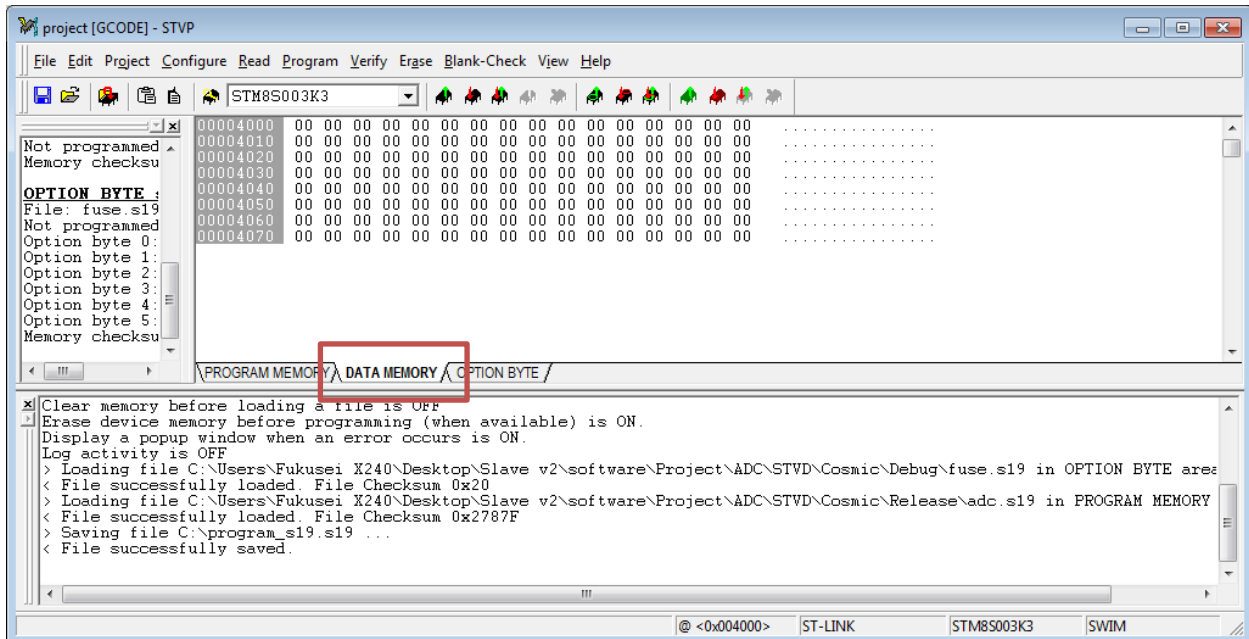 project [GCODE] - STVP
File Edit Project Configure Read Program Verify Erase Blank-Check View Help
STM8S003K3
Not programmed
Memory checksu
OPTION BYTE :
File: fuse.s19
Not programmed
Option byte 0:
Option byte 1:
Option byte 2:
Option byte 3:
Option byte 4:
Option byte 5:
Memory checksu
00004000 00 00 00 00 00 00 00 00 00 00 00 00 00 00 00 00 ................
00004010 00 00 00 00 00 00 00 00 00 00 00 00 00 00 00 00 ................
00004020 00 00 00 00 00 00 00 00 00 00 00 00 00 00 00 00 ................
00004030 00 00 00 00 00 00 00 00 00 00 00 00 00 00 00 00 ................
00004040 00 00 00 00 00 00 00 00 00 00 00 00 00 00 00 00 ................
00004050 00 00 00 00 00 00 00 00 00 00 00 00 00 00 00 00 ................
00004060 00 00 00 00 00 00 00 00 00 00 00 00 00 00 00 00 ................
00004070 00 00 00 00 00 00 00 00 00 00 00 00 00 00 00 00 ................
PROGRAM MEMORY DATA MEMORY OPTION BYTE
Clear memory before loading a file is OFF
Erase device memory before programming (when available) is ON.
Display a popup window when an error occurs is ON.
Log activity is OFF
> Loading file C:\Users\Fukusei X240\Desktop\Slave v2\software\Project\ADC\STVD\Cosmic\Debug\fuse.s19 in OPTION BYTE area
< File successfully loaded. File Checksum 0x20
> Loading file C:\Users\Fukusei X240\Desktop\Slave v2\software\Project\ADC\STVD\Cosmic\Release\adc.s19 in PROGRAM MEMORY
< File successfully loaded. File Checksum 0x2787F
> Saving file C:\program_s19.s19 ...
< File successfully saved.
@ <0x004000> ST-LINK STM8S003K3 SWIM